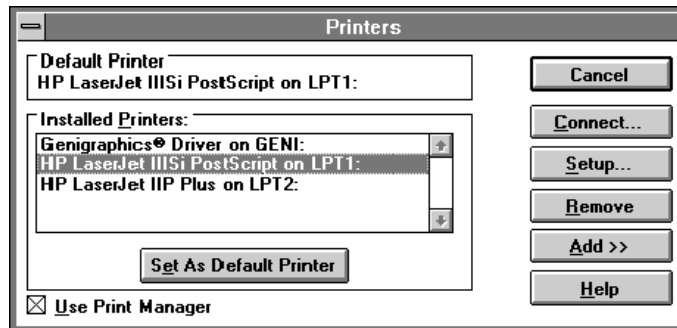 Printers
Default Printer
HP LaserJet IIISi PostScript on LPT1:
Installed Printers:
Genigraphics® Driver on GENI:
HP LaserJet IIISi PostScript on LPT1:
HP LaserJet IIP Plus on LPT2:
Set As Default Printer
Use Print Manager
Cancel
Connect...
Setup...
Remove
Add >>
Help